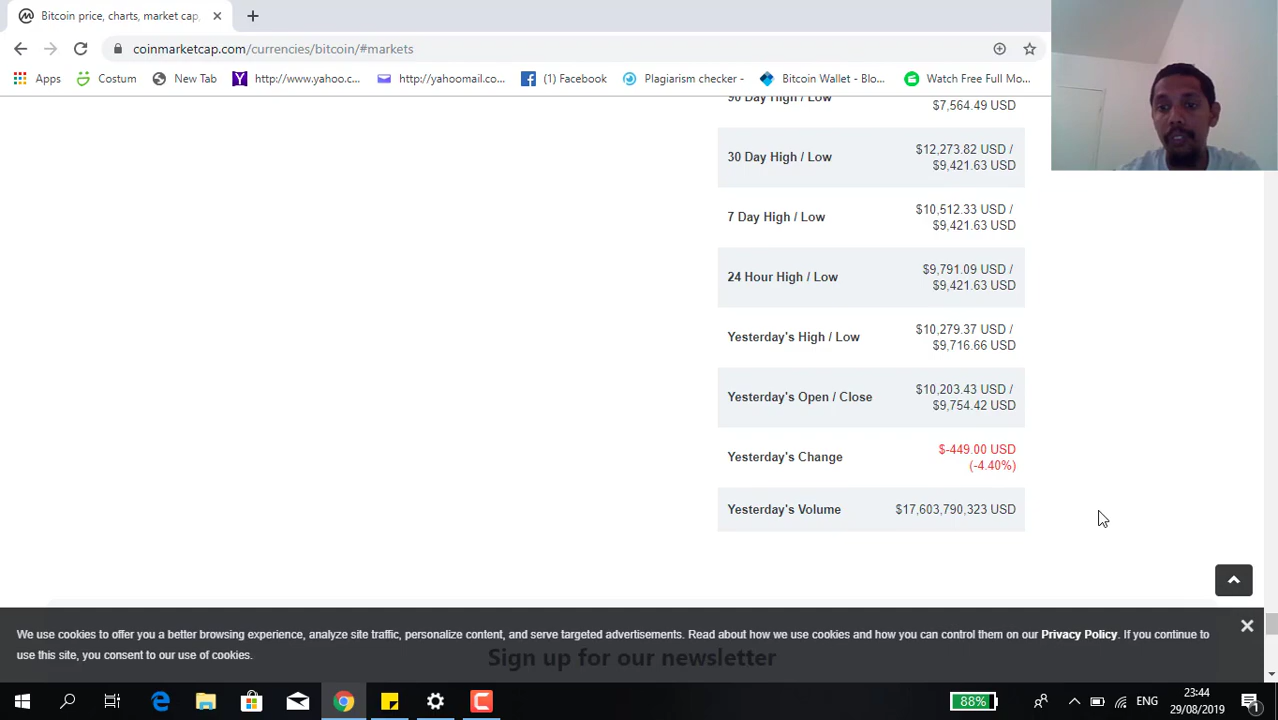 Bitcoin price, charts, market cap,
coinmarketcap.com/currencies/bitcoin/#markets
Apps Costum New Tab http://www.yahoo.c... http://yahoomail.co... (1) Facebook Plagiarism checker - Bitcoin Wallet - Blo... Watch Free Full Mo...
90 Day High / Low
$7,564.49 USD
30 Day High / Low
$12,273.82 USD /
$9,421.63 USD
7 Day High / Low
$10,512.33 USD /
$9,421.63 USD
24 Hour High / Low
$9,791.09 USD /
$9,421.63 USD
Yesterday's High / Low
$10,279.37 USD /
$9,716.66 USD
Yesterday's Open / Close
$10,203.43 USD /
$9,754.42 USD
Yesterday's Change
$-449.00 USD
(-4.40%)
Yesterday's Volume
$17,603,790,323 USD
We use cookies to offer you a better browsing experience, analyze site traffic, personalize content, and serve targeted advertisements. Read about how we use cookies and how you can control them on our Privacy Policy. If you continue to
use this site, you consent to our use of cookies.
Sign up for our newsletter
88%
ENG
23:44
29/08/2019
1